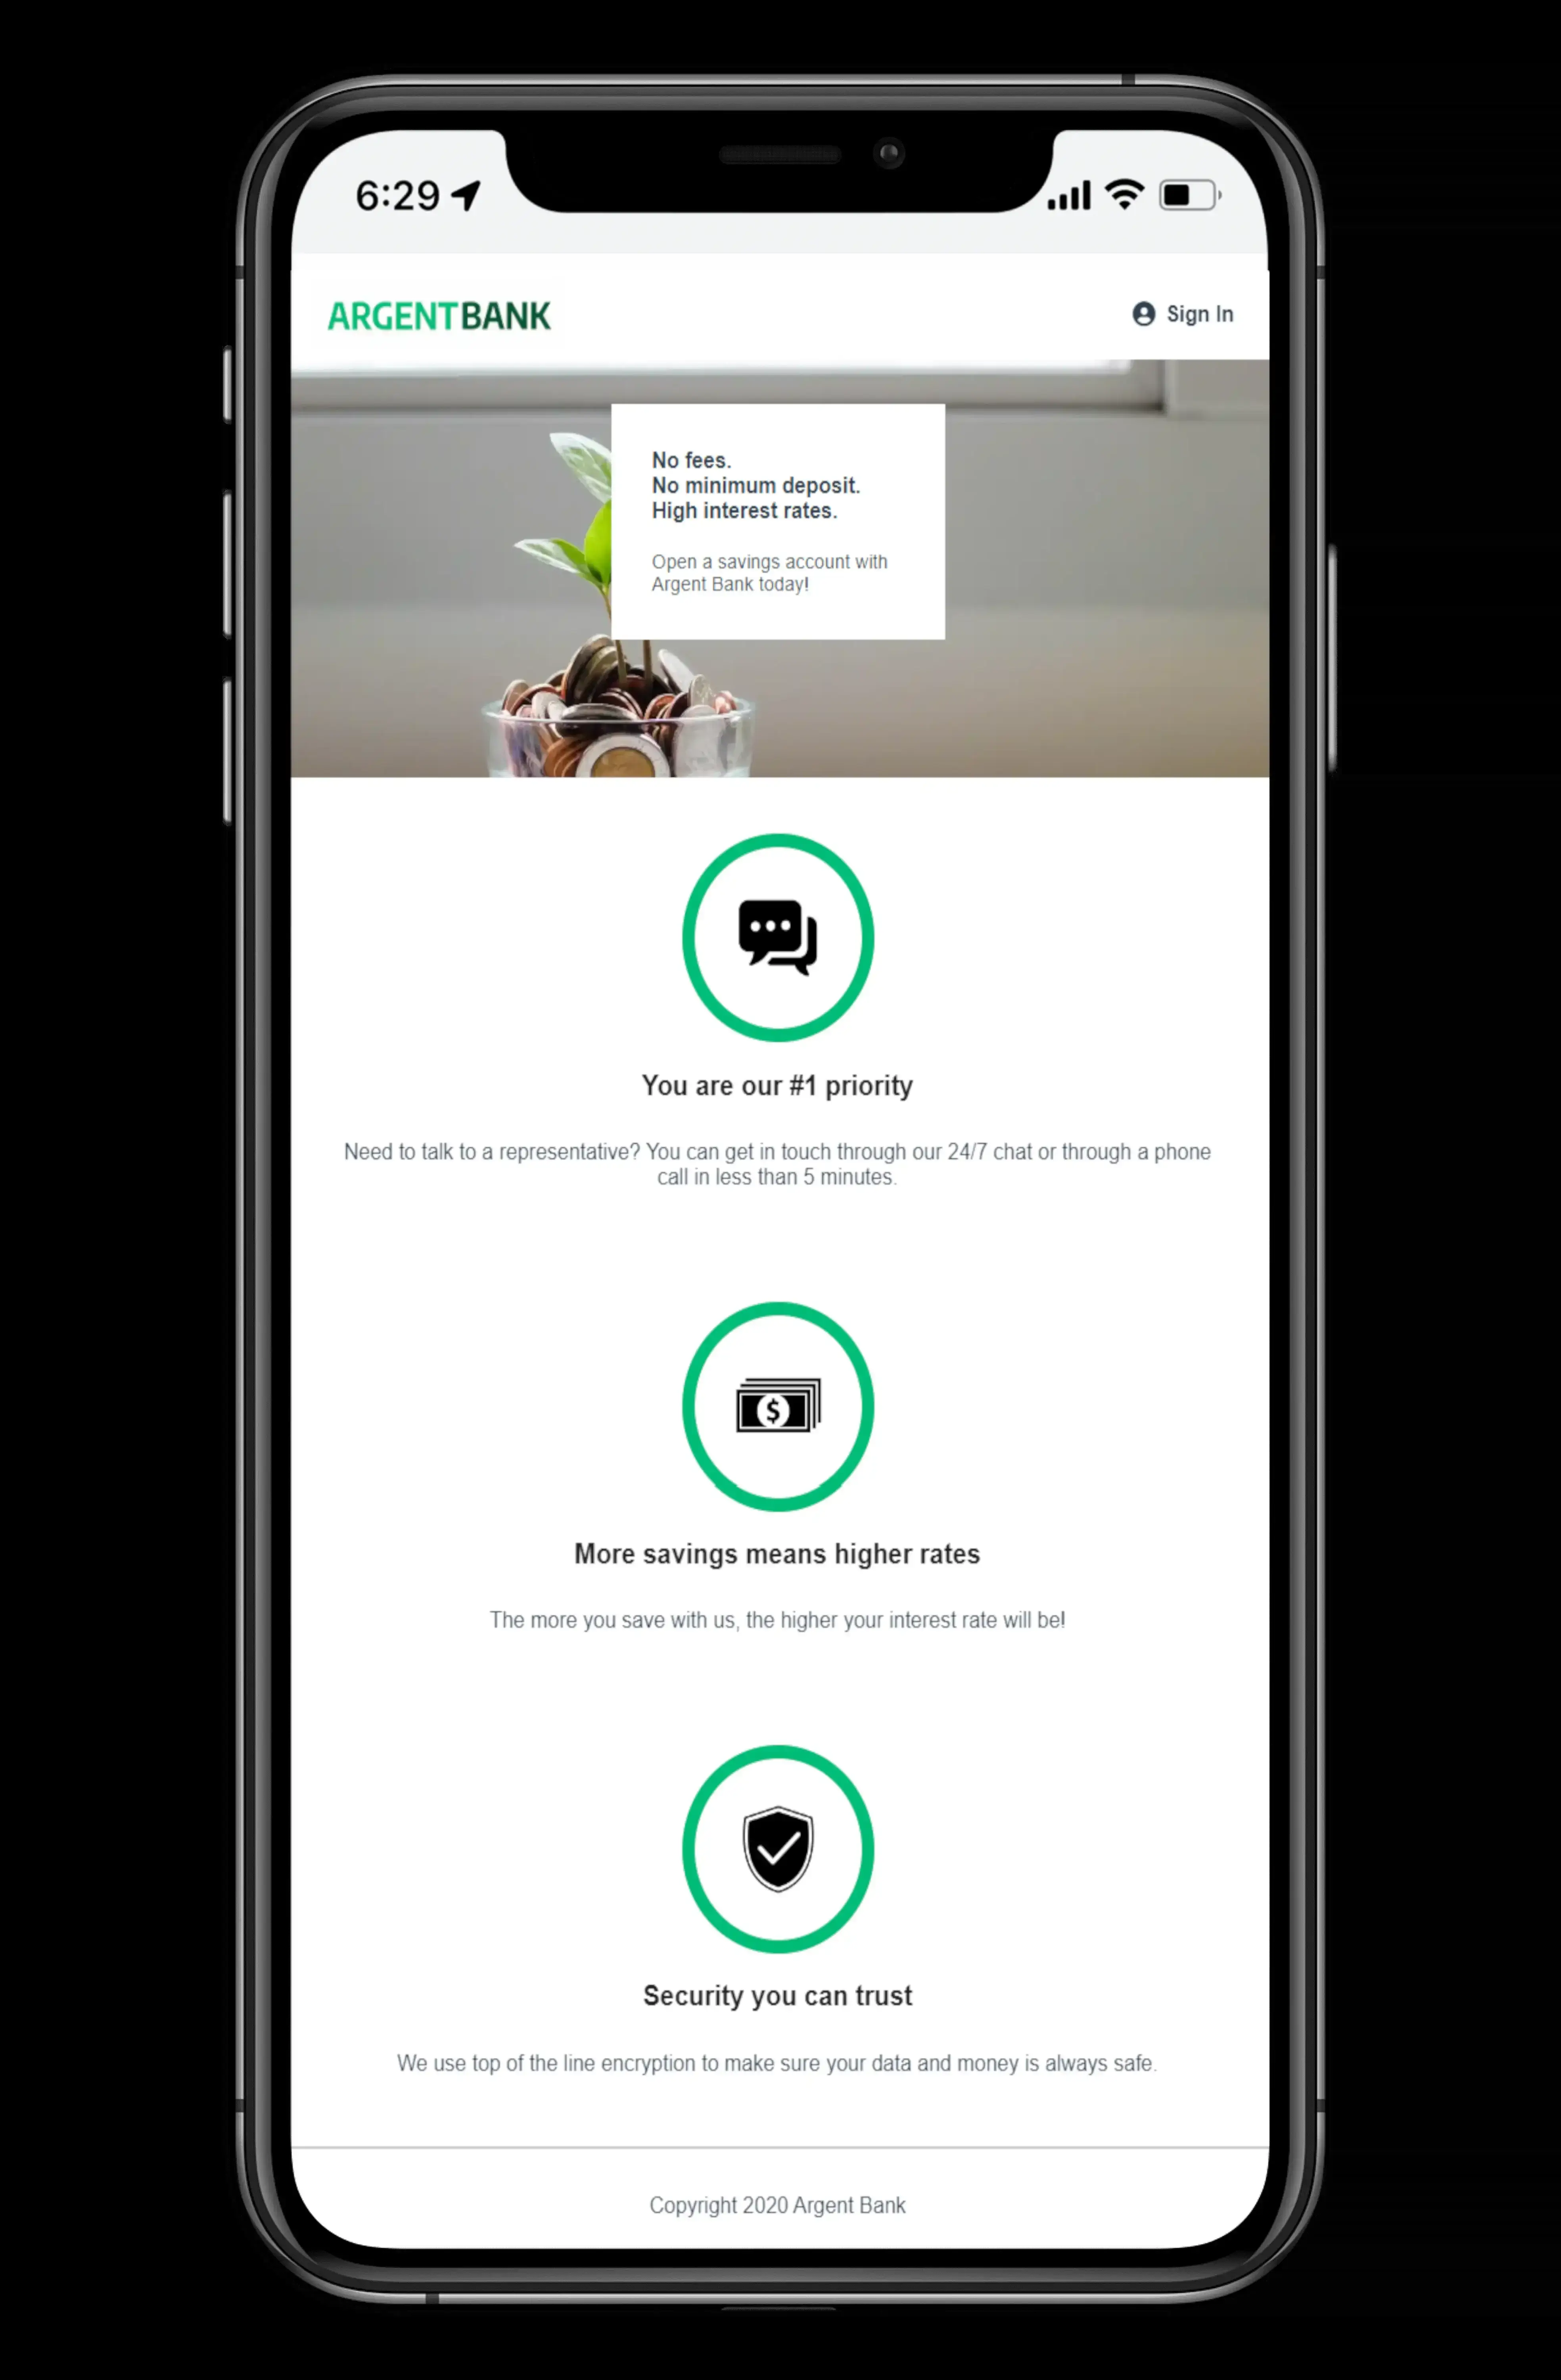 6:29
ARGENTBANK
Sign In
No fees.
No minimum deposit.
High interest rates.
Open a savings account with
Argent Bank today!
You are our #1 priority
Need to talk to a representative? You can get in touch through our 24/7 chat or through a phone
call in less than 5 minutes.
$
More savings means higher rates
The more you save with us, the higher your interest rate will be!
Security you can trust
We use top of the line encryption to make sure your data and money is always safe.
Copyright 2020 Argent Bank